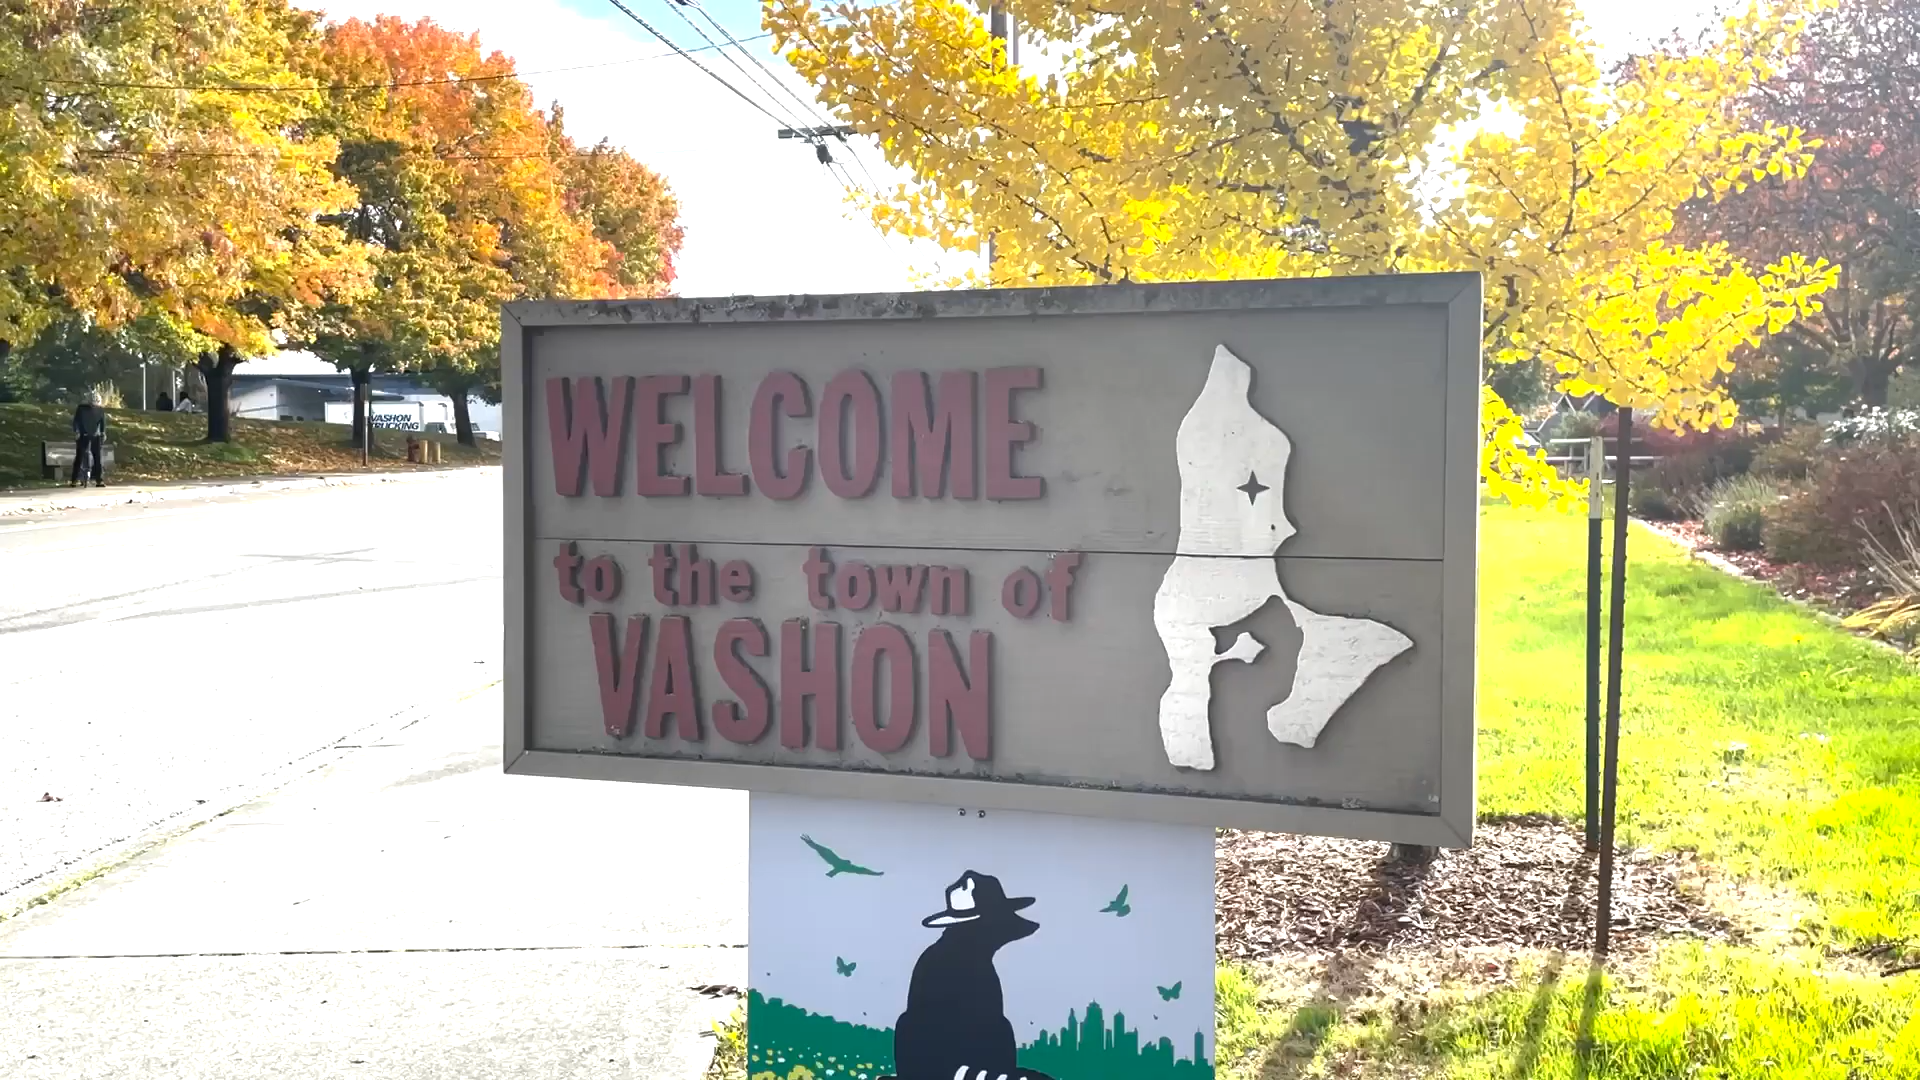 WELCOME
to the town of
VASHON
VASHON
TRUCKING